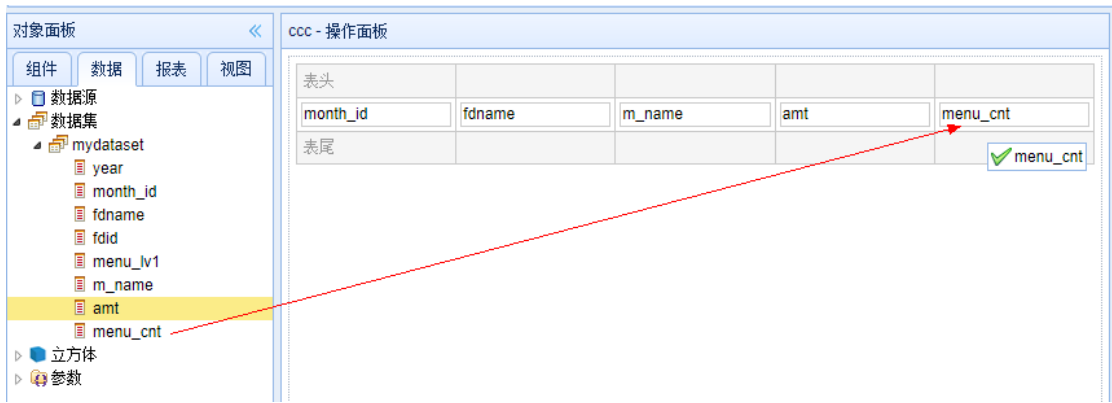 对象面板
组件 数据 报表 视图
数据源
数据集
mydataset
year
month_id
fdname
fdid
menu_lv1
m_name
amt
menu_cnt
立方体
参数
ccc - 操作面板
表头
month_id fdname m_name amt menu_cnt
表尾
menu_cnt